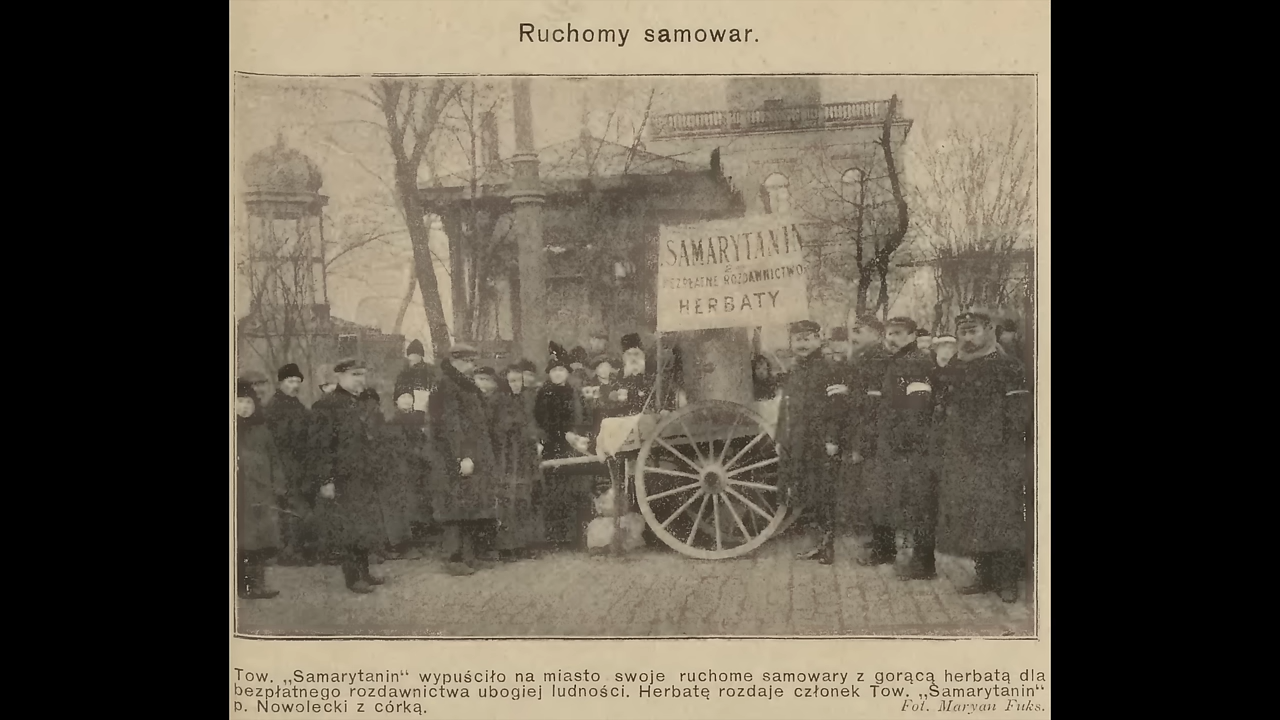 Ruchomy samowar.
SAMARYTANIN
BEZPŁATNE ROZDAWNICTWO
HERBATY
Tow. „Samarytanin“ wypuściło na miasto swoje ruchome samowary z gorącą herbatą dla
bezpłatnego rozdawnictwa ubogiej ludności. Herbatę rozdaje członek Tow. „Samarytanin“
p. Nowolecki z córką.
Fot. Maryan Fuks.